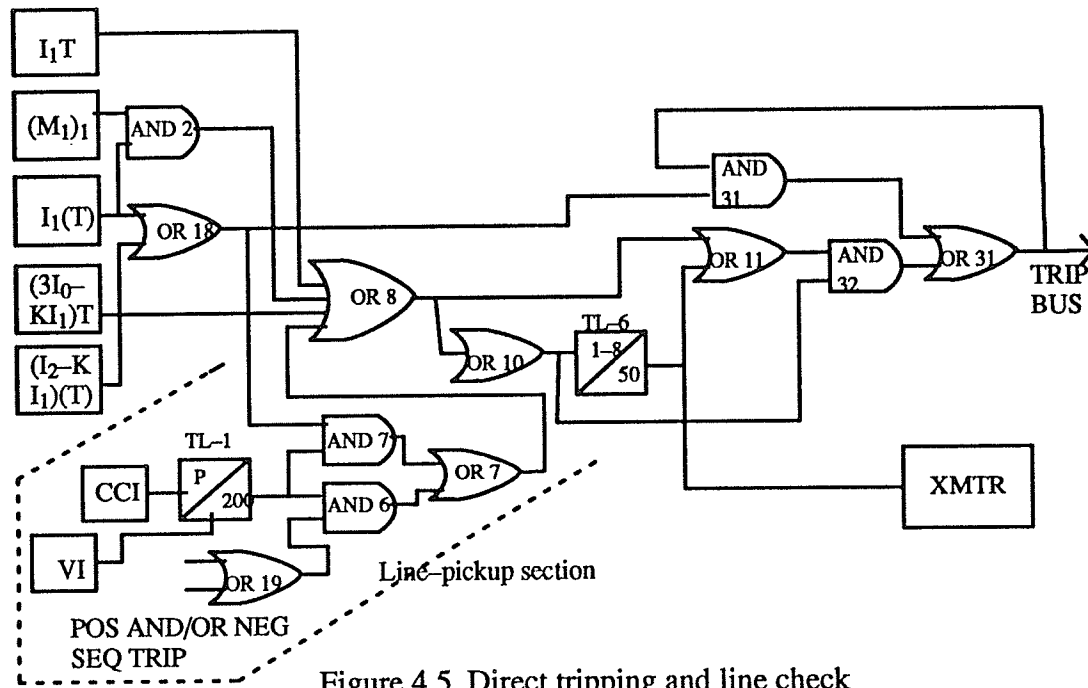 I₁T
(M₁)₁
AND 2
I₁(T)
OR 18
(3I₀–
KI₁)T
(I₂–K
I₁)(T)
OR 8
AND
31
OR 11
AND
32
OR 31
TRIP
BUS
OR 10
TL–6
1–8
50
TL–1
P
200
CCI
VI
AND 7
AND 6
OR 7
OR 19
XMTR
Line–pickup section
POS AND/OR NEG
SEQ TRIP
Figure 4.5 Direct tripping and line check